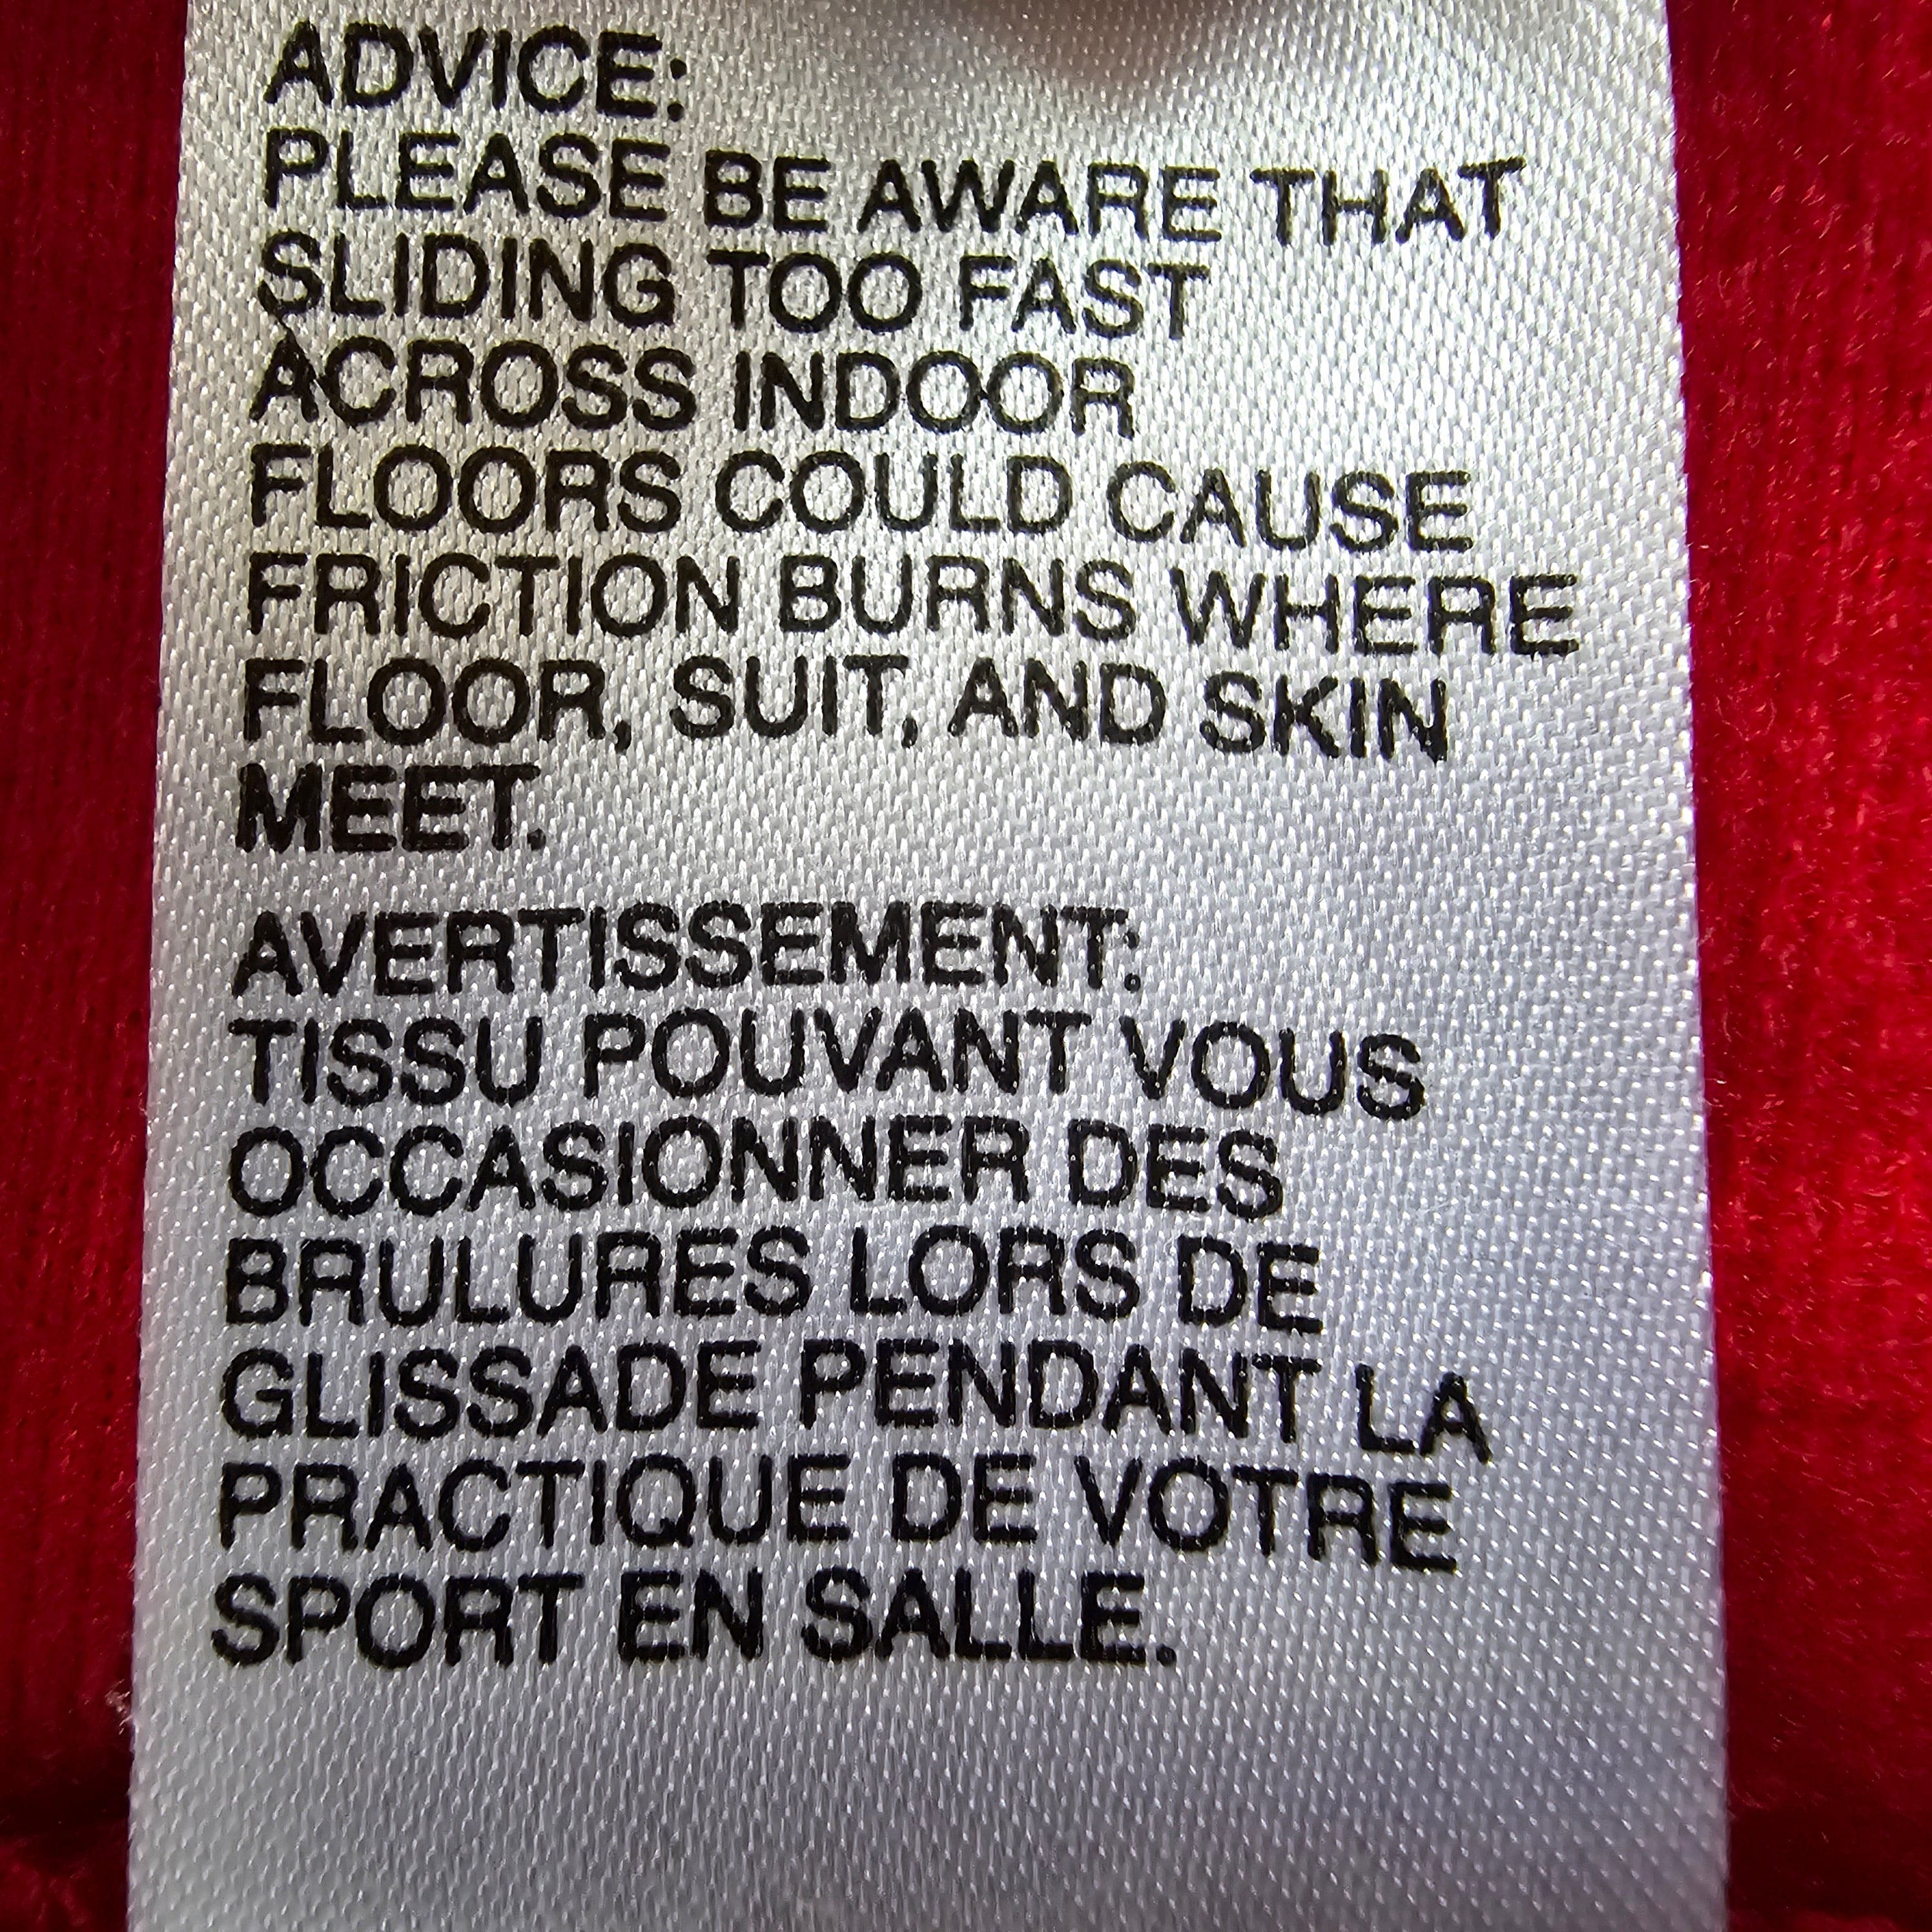 ADVICE:
PLEASE BE AWARE THAT
SLIDING TOO FAST
ACROSS INDOOR
FLOORS COULD CAUSE
FRICTION BURNS WHERE
FLOOR, SUIT, AND SKIN
MEET.
AVERTISSEMENT:
TISSU POUVANT VOUS
OCCASIONNER DES
BRULURES LORS DE
GLISSADE PENDANT LA
PRACTIQUE DE VOTRE
SPORT EN SALLE.